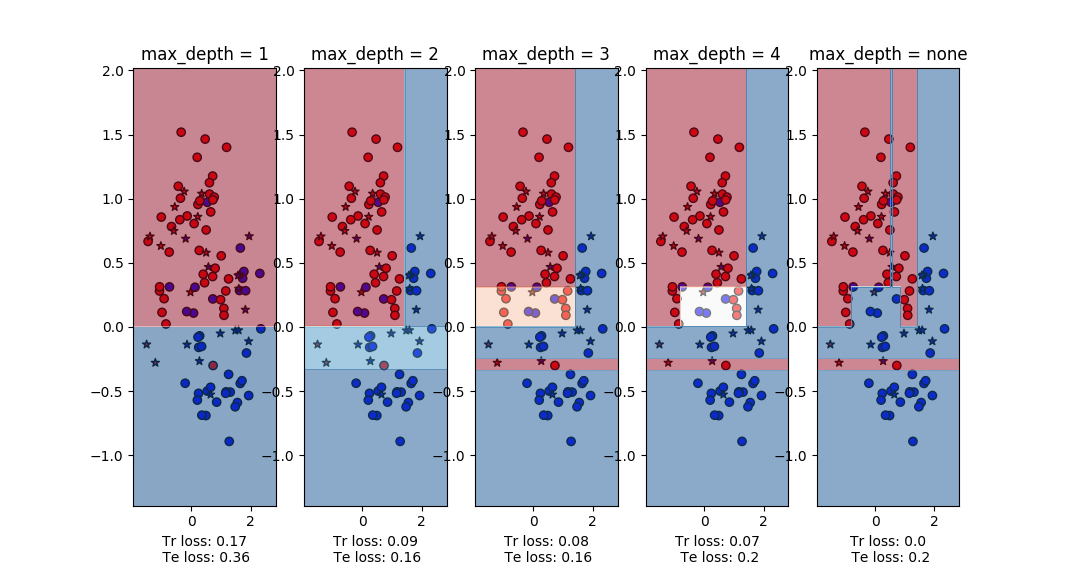 max_depth = 1 max_depth = 2 max_depth = 3 max_depth = 4 max_depth = none
2.0 2.0 2.0 2.0 2.0
1.5 1.5 1.5 1.5 1.5
1.0 1.0 1.0 1.0 1.0
0.5 0.5 0.5 0.5 0.5
0.0 0.0 0.0 0.0 0.0
−0.5 −0.5 −0.5 −0.5 −0.5
−1.0 −1.0 −1.0 −1.0 −1.0
0 2 0 2 0 2 0 2 0 2
Tr loss: 0.17 Tr loss: 0.09 Tr loss: 0.08 Tr loss: 0.07 Tr loss: 0.0
Te loss: 0.36 Te loss: 0.16 Te loss: 0.16 Te loss: 0.2 Te loss: 0.2